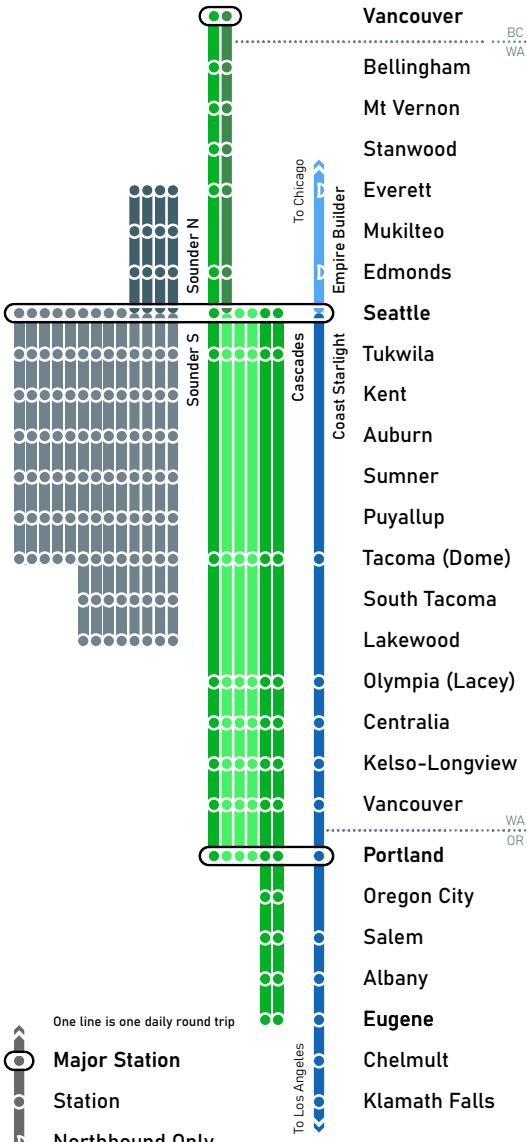 Vancouver
BC
WA
Bellingham
Mt Vernon
Stanwood
To Chicago
Everett
Sounder N
Empire Builder
Mukilteo
Edmonds
Seattle
Sounder S
Cascades
Coast Starlight
Tukwila
Kent
Auburn
Sumner
Puyallup
Tacoma (Dome)
South Tacoma
Lakewood
Olympia (Lacey)
Centralia
Kelso-Longview
Vancouver
WA
OR
Portland
Oregon City
Salem
Albany
Eugene
One line is one daily round trip
Major Station
Chelmult
To Los Angeles
Station
Klamath Falls
Northbound Only